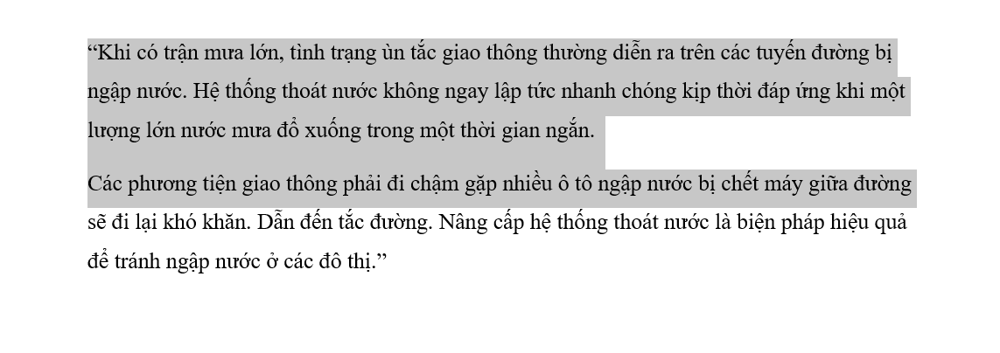 “Khi có trận mưa lớn, tình trạng ùn tắc giao thông thường diễn ra trên các tuyến đường bị
ngập nước. Hệ thống thoát nước không ngay lập tức nhanh chóng kịp thời đáp ứng khi một
lượng lớn nước mưa đổ xuống trong một thời gian ngắn.
Các phương tiện giao thông phải đi chậm gặp nhiều ô tô ngập nước bị chết máy giữa đường
sẽ đi lại khó khăn. Dẫn đến tắc đường. Nâng cấp hệ thống thoát nước là biện pháp hiệu quả
để tránh ngập nước ở các đô thị.”